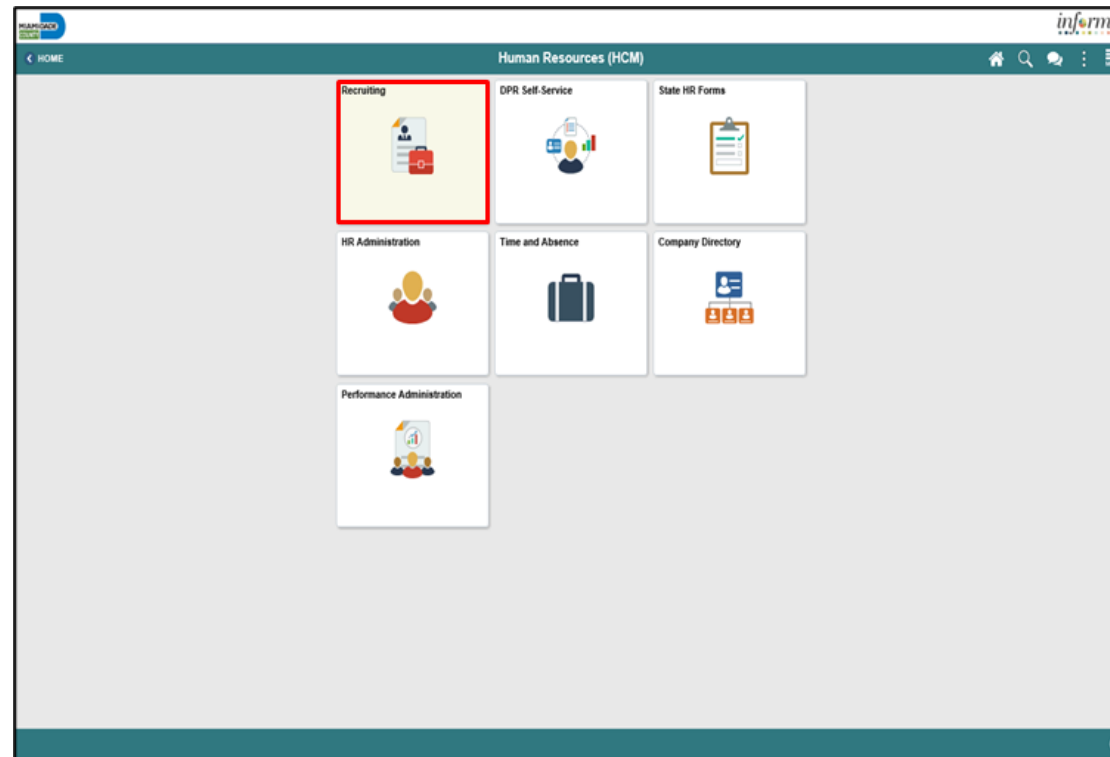 MIAMI-DADE
COUNTY
inform
HOME
Human Resources (HCM)
Recruiting
DPR Self-Service
State HR Forms
HR Administration
Time and Absence
Company Directory
Performance Administration